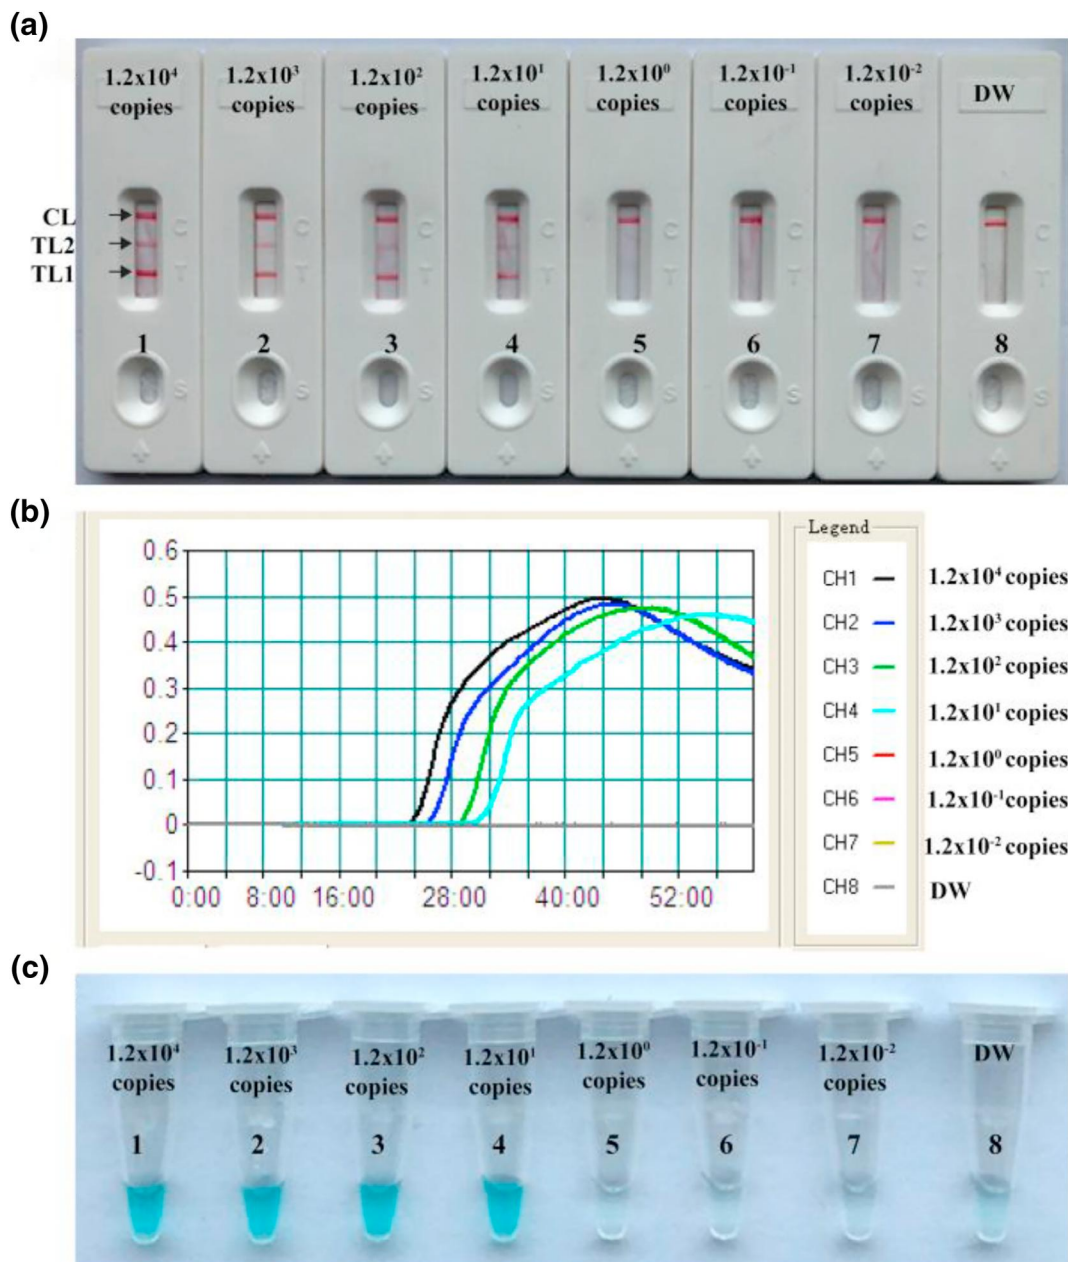 (a)
1.2x10⁴ copies
1.2x10³ copies
1.2x10² copies
1.2x10¹ copies
1.2x10⁰ copies
1.2x10⁻¹ copies
1.2x10⁻² copies
DW
CL
TL2
TL1
C
T
C
T
C
T
C
T
C
T
C
T
C
T
C
T
1
2
3
4
5
6
7
8
S
S
S
S
S
S
S
S
(b)
0.6
0.5
0.4
0.3
0.2
0.1
0
-0.1
0:00 8:00 16:00 28:00 40:00 52:00
Legend
CH1 1.2x10⁴ copies
CH2 1.2x10³ copies
CH3 1.2x10² copies
CH4 1.2x10¹ copies
CH5 1.2x10⁰ copies
CH6 1.2x10⁻¹copies
CH7 1.2x10⁻² copies
CH8 DW
(c)
1.2x10⁴ copies
1.2x10³ copies
1.2x10² copies
1.2x10¹ copies
1.2x10⁰ copies
1.2x10⁻¹ copies
1.2x10⁻² copies
DW
1
2
3
4
5
6
7
8